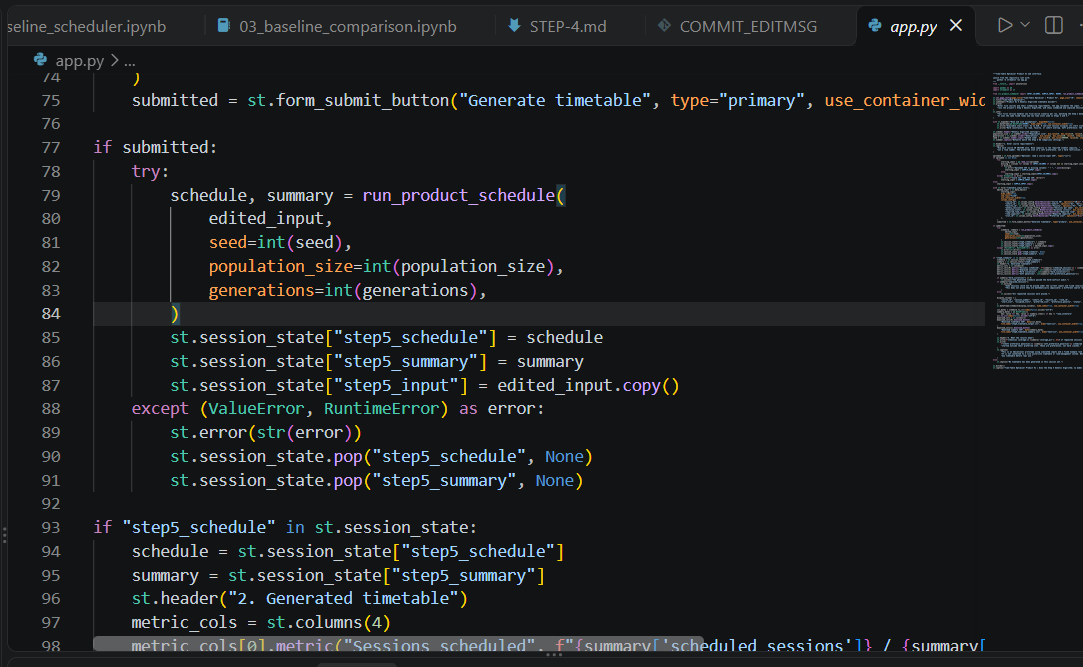 seline_scheduler.ipynb
03_baseline_comparison.ipynb
STEP-4.md
COMMIT_EDITMSG
app.py
app.py > ...
74 )
75 submitted = st.form_submit_button("Generate timetable", type="primary", use_container_wid
76
77 if submitted:
78 try:
79 schedule, summary = run_product_schedule(
80 edited_input,
81 seed=int(seed),
82 population_size=int(population_size),
83 generations=int(generations),
84 )
85 st.session_state["step5_schedule"] = schedule
86 st.session_state["step5_summary"] = summary
87 st.session_state["step5_input"] = edited_input.copy()
88 except (ValueError, RuntimeError) as error:
89 st.error(str(error))
90 st.session_state.pop("step5_schedule", None)
91 st.session_state.pop("step5_summary", None)
92
93 if "step5_schedule" in st.session_state:
94 schedule = st.session_state["step5_schedule"]
95 summary = st.session_state["step5_summary"]
96 st.header("2. Generated timetable")
97 metric_cols = st.columns(4)
98 metric_cols[0].metric("Sessions scheduled", f"{summary['scheduled_sessions']} / {summary[